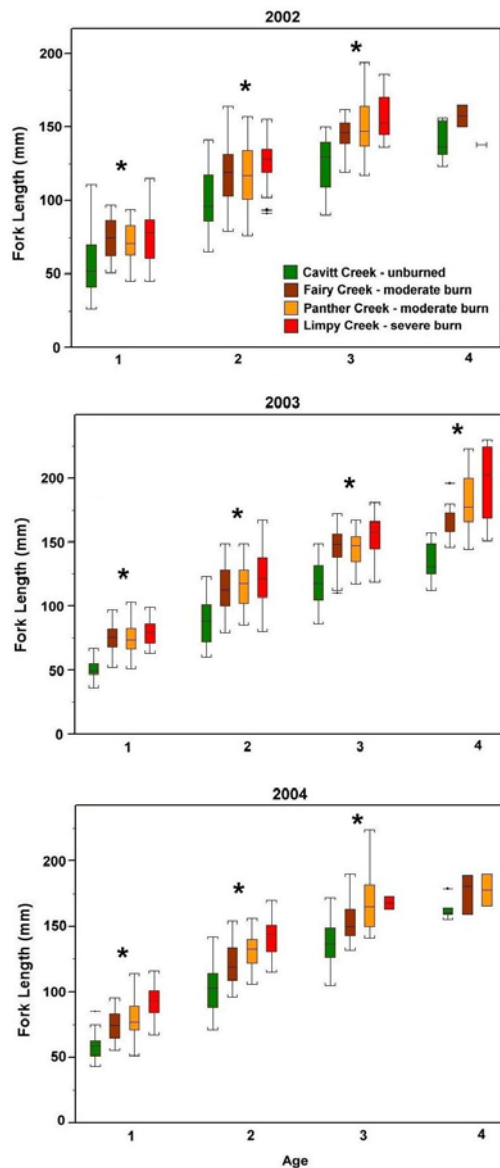 2002
Fork Length (mm)
200
150
100
50
0
*
*
*
Cavitt Creek - unburned
Fairy Creek - moderate burn
Panther Creek - moderate burn
Limpy Creek - severe burn
1 2 3 4
2003
Fork Length (mm)
200
150
100
50
0
*
*
*
*
1 2 3 4
2004
Fork Length (mm)
200
150
100
50
0
*
*
*
1 2 3 4
Age